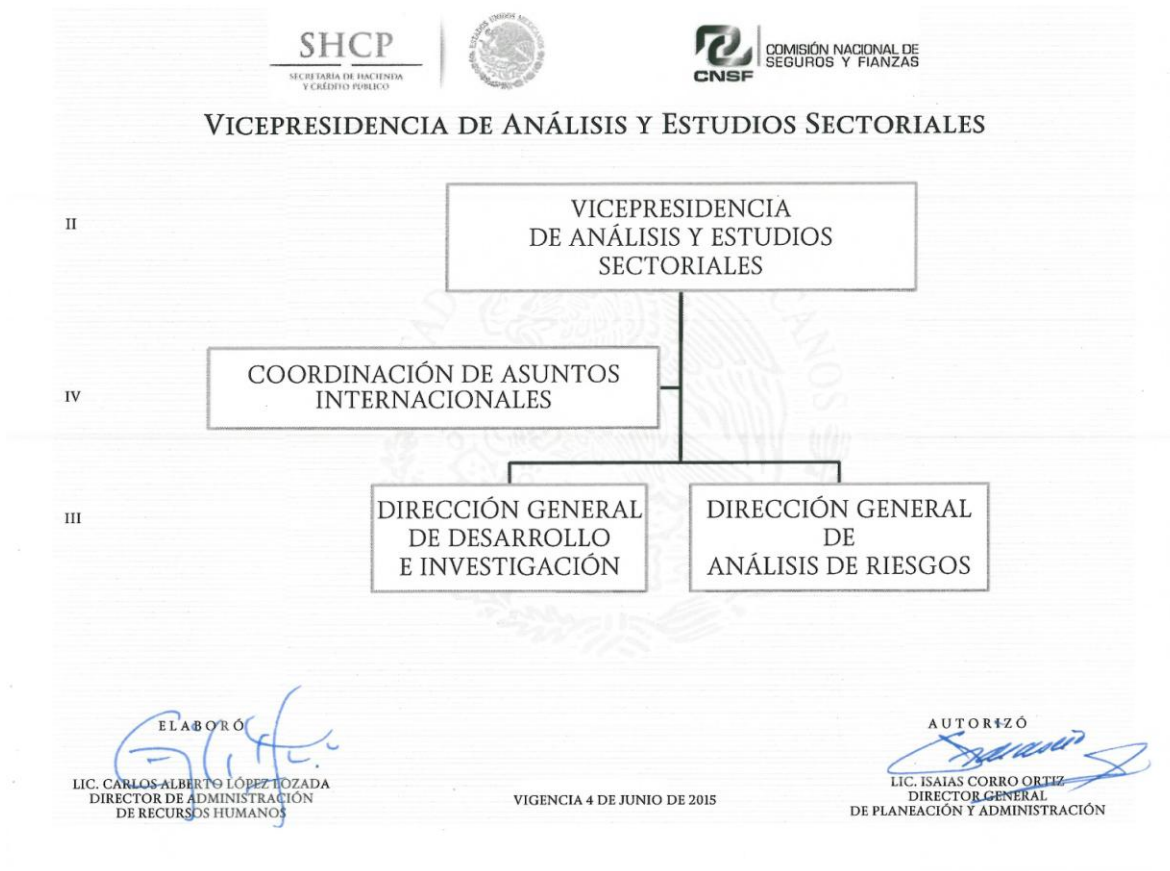 SHCP
SECRETARÍA DE HACIENDA
Y CRÉDITO PÚBLICO
ESTADOS UNIDOS MEXICANOS
CNSF
COMISIÓN NACIONAL DE
SEGUROS Y FIANZAS
VICEPRESIDENCIA DE ANÁLISIS Y ESTUDIOS SECTORIALES
II
VICEPRESIDENCIA
DE ANÁLISIS Y ESTUDIOS
SECTORIALES
IV
COORDINACIÓN DE ASUNTOS
INTERNACIONALES
III
DIRECCIÓN GENERAL
DE DESARROLLO
E INVESTIGACIÓN
DIRECCIÓN GENERAL
DE
ANÁLISIS DE RIESGOS
ELABORÓ
LIC. CARLOS ALBERTO LÓPEZ LOZADA
DIRECTOR DE ADMINISTRACIÓN
DE RECURSOS HUMANOS
VIGENCIA 4 DE JUNIO DE 2015
AUTORIZÓ
LIC. ISAIAS CORRO ORTIZ
DIRECTOR GENERAL
DE PLANEACIÓN Y ADMINISTRACIÓN